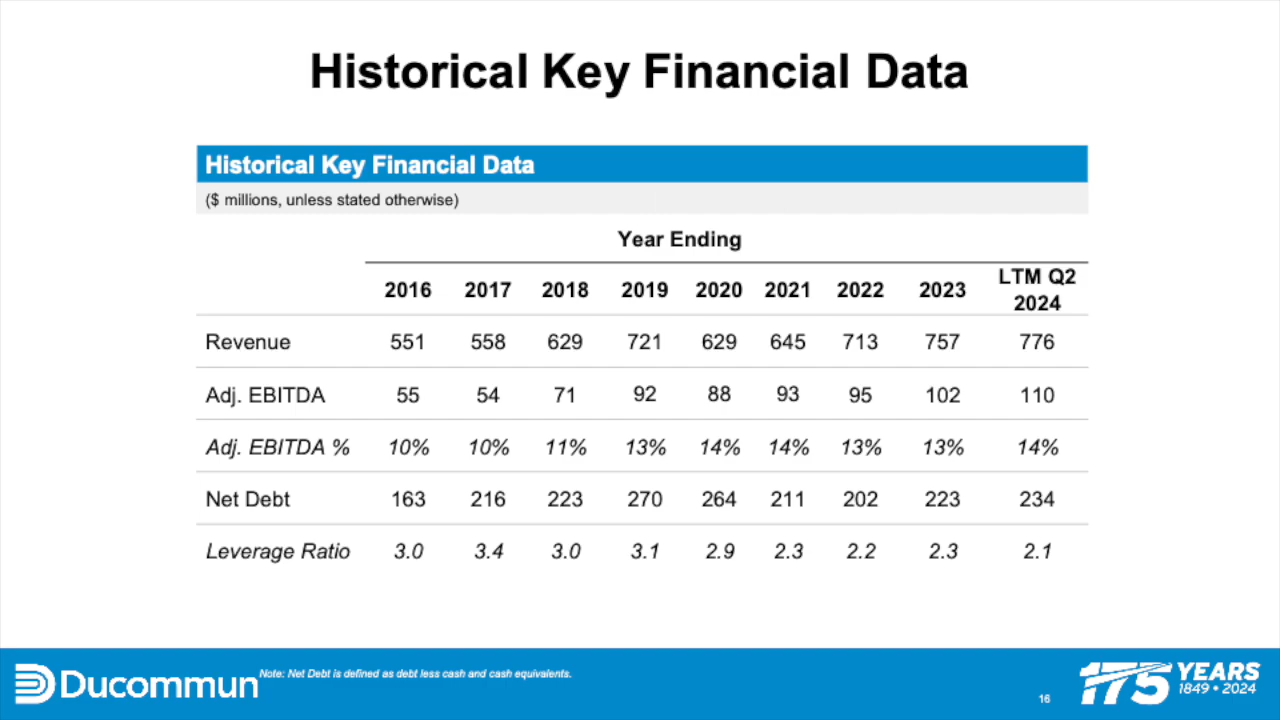 Historical Key Financial Data
Historical Key Financial Data
($ millions, unless stated otherwise)
Year Ending
2016 2017 2018 2019 2020 2021 2022 2023 LTM Q2 2024
Revenue 551 558 629 721 629 645 713 757 776
Adj. EBITDA 55 54 71 92 88 93 95 102 110
Adj. EBITDA % 10% 10% 11% 13% 14% 14% 13% 13% 14%
Net Debt 163 216 223 270 264 211 202 223 234
Leverage Ratio 3.0 3.4 3.0 3.1 2.9 2.3 2.2 2.3 2.1
Ducommun
Note: Net Debt is defined as debt less cash and cash equivalents.
16
175 YEARS
1849 • 2024